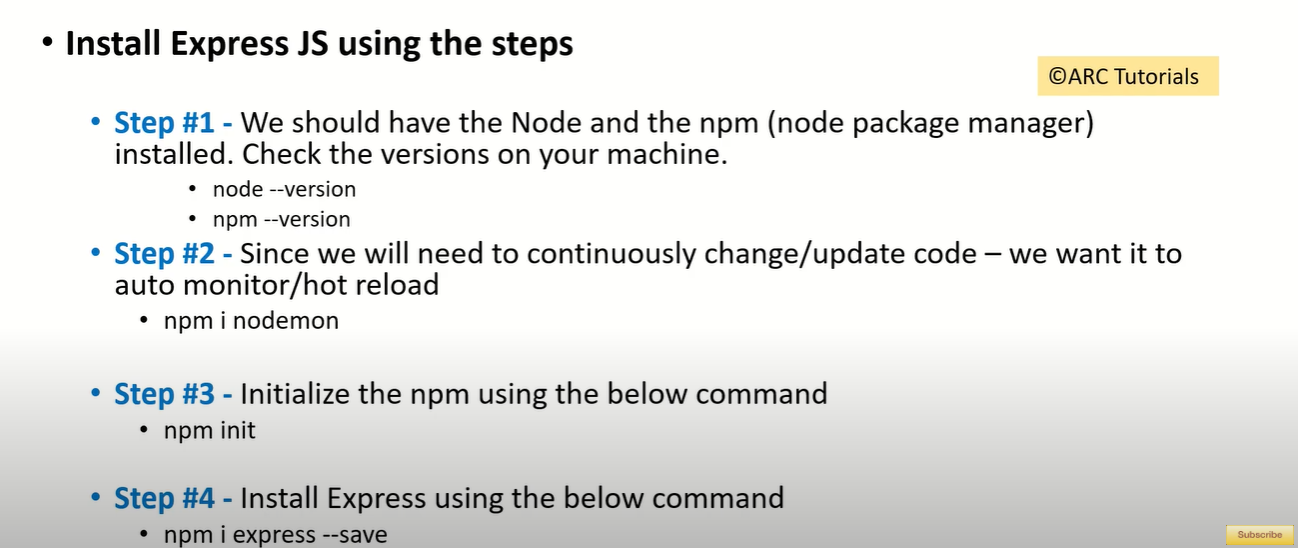 • Install Express JS using the steps
©ARC Tutorials
• Step #1 - We should have the Node and the npm (node package manager)
installed. Check the versions on your machine.
• node --version
• npm --version
• Step #2 - Since we will need to continuously change/update code – we want it to
auto monitor/hot reload
• npm i nodemon
• Step #3 - Initialize the npm using the below command
• npm init
• Step #4 - Install Express using the below command
• npm i express --save
Subscribe